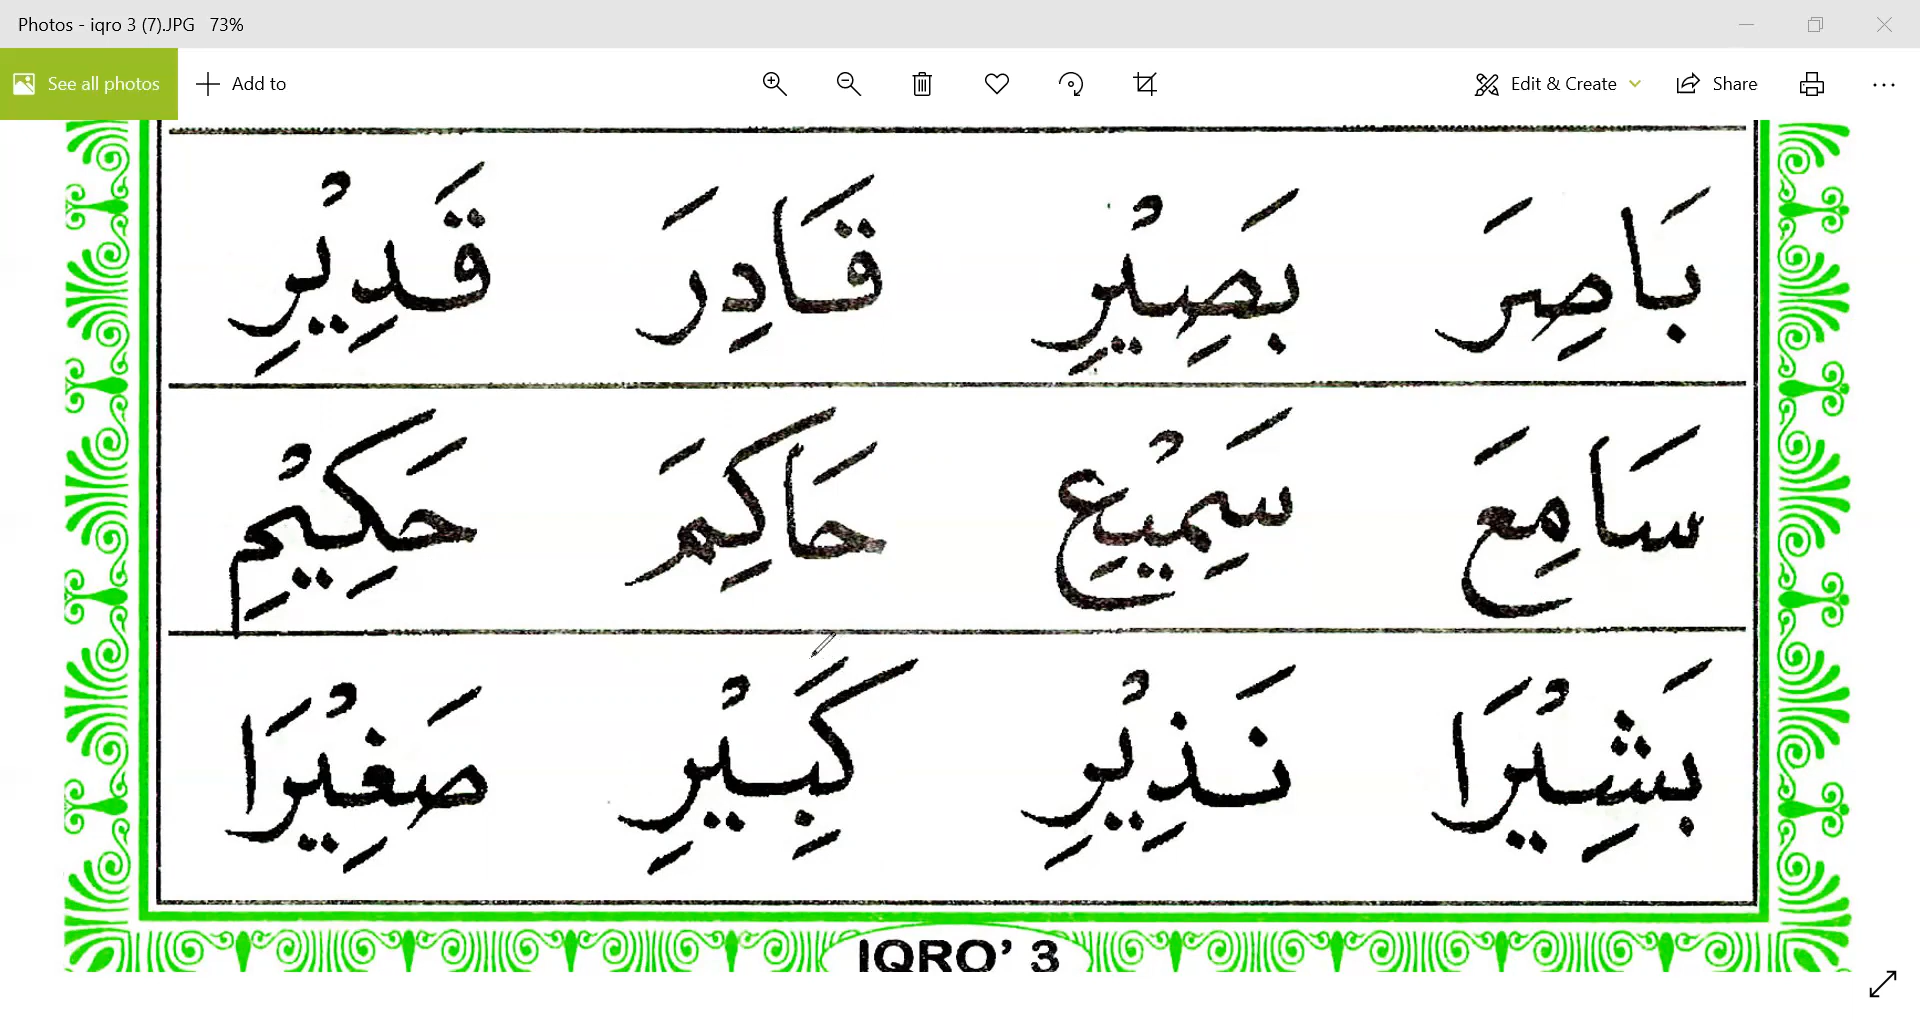 Photos - iqro 3 (7).JPG 73%
See all photos Add to Edit & Create Share
بَاصِرَ بَصِيْرِ قَادِرَ قَدِيْرِ
سَامِعَ سَمِيْعِ حَاكِمَ حَكِيْمِ
بَشِيْرَا نَذِيْرِ كَبِيْرِ صَغِيْرَا
IQRO’ 3